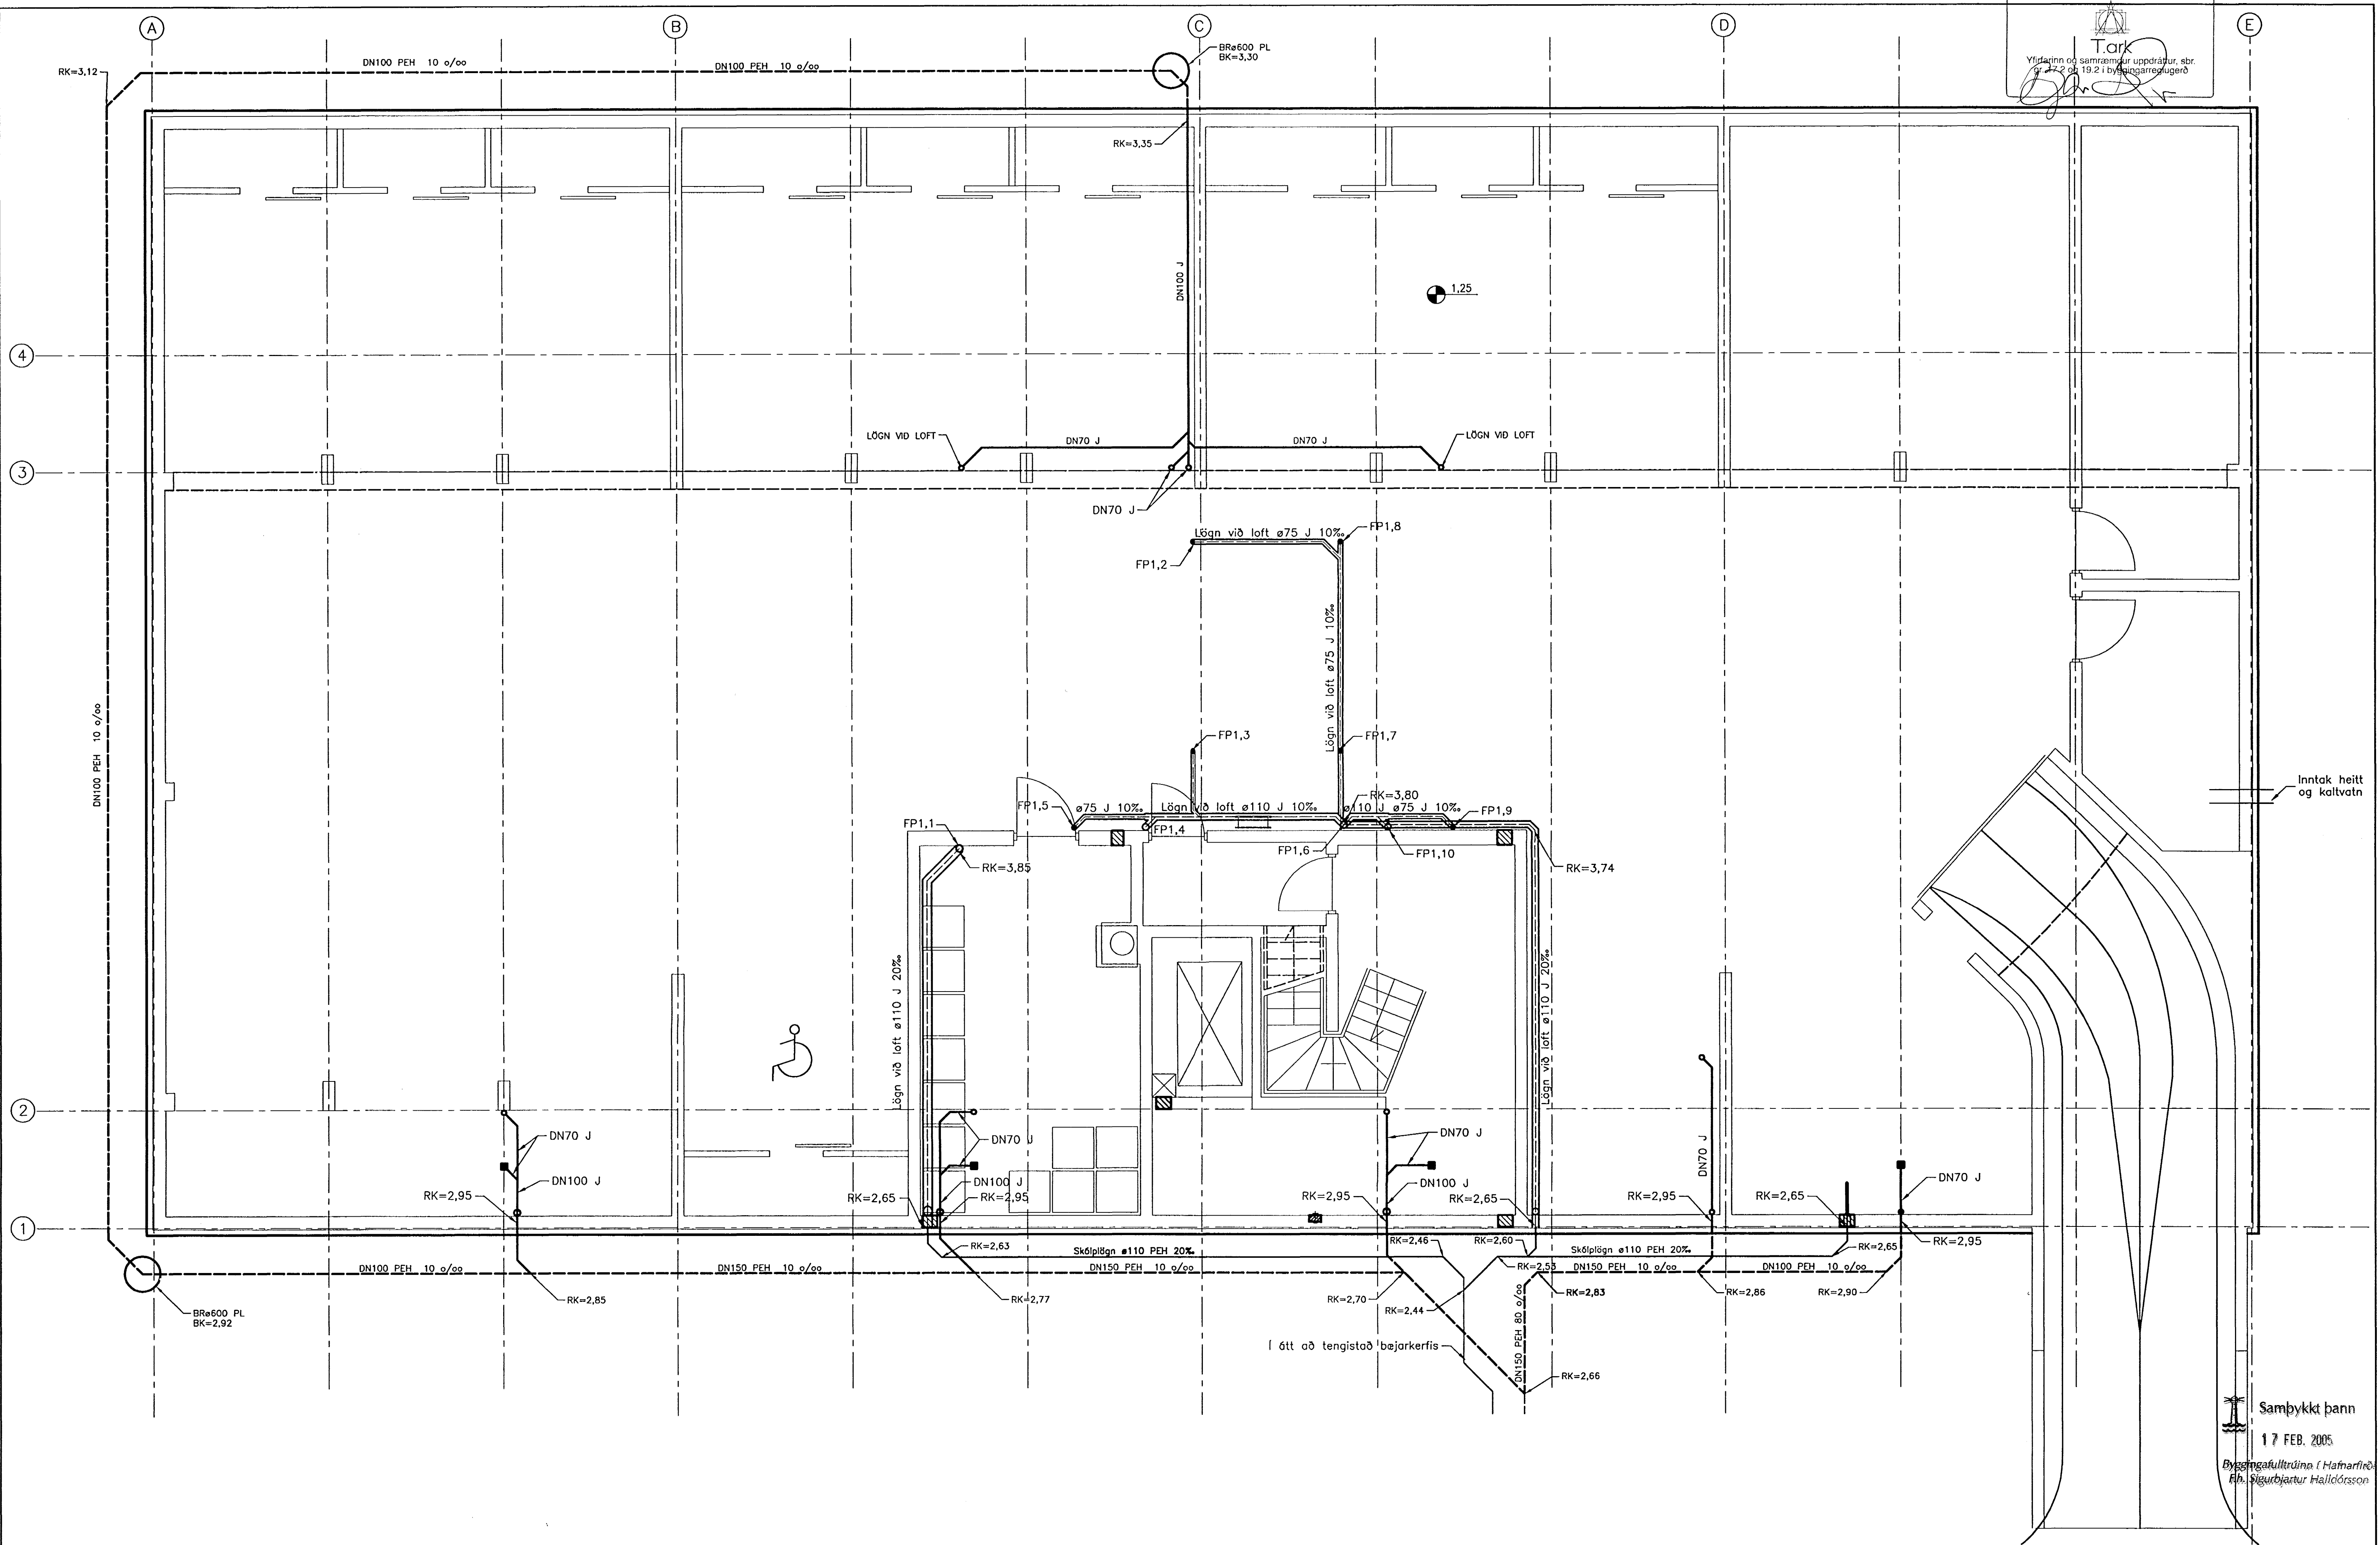 A
B
C
D
E
T.ark
Yfirfarinn og samræmdur uppdráttur, sbr.
gr. 17.2 og 19.2 í byggingarreglugerð
RK=3,12
DN100 PEH 10 o/oo
DN100 PEH 10 o/oo
BRø600 PL
BK=3,30
RK=3,35
DN100 J
1,25
4
LÖGN VIÐ LOFT
DN70 J
DN70 J
LÖGN VIÐ LOFT
3
DN70 J
Lögn við loft ø75 J 10‰
FP1,8
FP1,2
Lögn við loft ø75 J 10‰
DN100 PEH 10 o/oo
FP1,3
FP1,7
Inntak heitt
og kaltvatn
RK=3,80
FP1,5
ø75 J 10‰
Lögn við loft ø110 J 10‰
ø110 J
ø75 J 10‰
FP1,9
FP1,1
FP1,4
FP1,6
FP1,10
RK=3,85
RK=3,74
Lögn við loft ø110 J 20‰
Lögn við loft ø110 J 20‰
2
DN70 J
DN70 J
DN70 J
DN70 J
DN100 J
DN100 J
DN100 J
DN70 J
RK=2,95
RK=2,65
RK=2,95
RK=2,95
RK=2,65
RK=2,95
RK=2,65
1
RK=2,63
Skólplögn ø110 PEH 20‰
RK=2,46
RK=2,60
Skólplögn ø110 PEH 20‰
RK=2,65
RK=2,95
DN100 PEH 10 o/oo
DN150 PEH 10 o/oo
DN150 PEH 10 o/oo
RK=2,53
DN150 PEH 10 o/oo
DN100 PEH 10 o/oo
BRø600 PL
BK=2,92
RK=2,85
RK=2,77
RK=2,70
RK=2,44
RK=2,83
RK=2,86
RK=2,90
DN150 PEH 80 o/oo
Í átt að tengistað bæjarkerfis
RK=2,66
Samþykkt þann
17 FEB. 2005
Byggingafulltrúinn í Hafnarfirði
F.h. Sigurbjartur Halldórsson